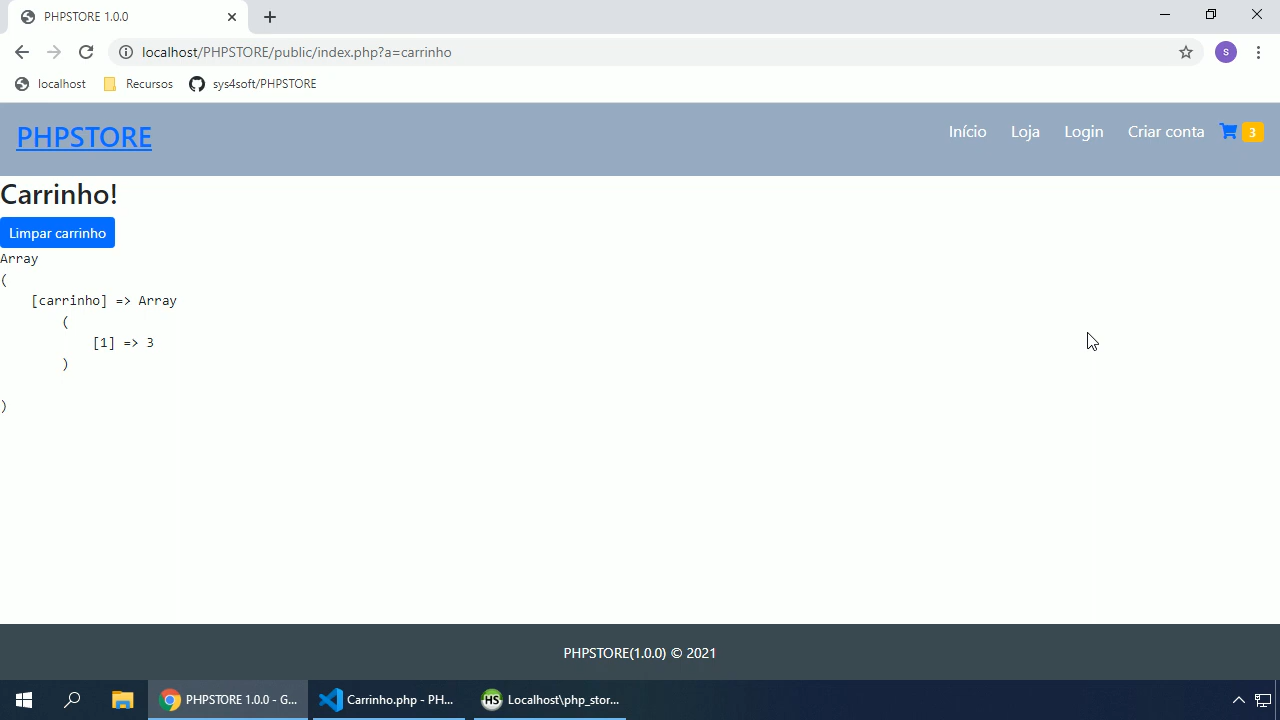 PHPSTORE 1.0.0
localhost/PHPSTORE/public/index.php?a=carrinho
S
localhost
Recursos
sys4soft/PHPSTORE
PHPSTORE
Início
Loja
Login
Criar conta
3
Carrinho!
Limpar carrinho
Array
(
[carrinho] => Array
(
[1] => 3
)
)
PHPSTORE(1.0.0) © 2021
PHPSTORE 1.0.0 - G...
Carrinho.php - PH...
HS
Localhost\php_stor...